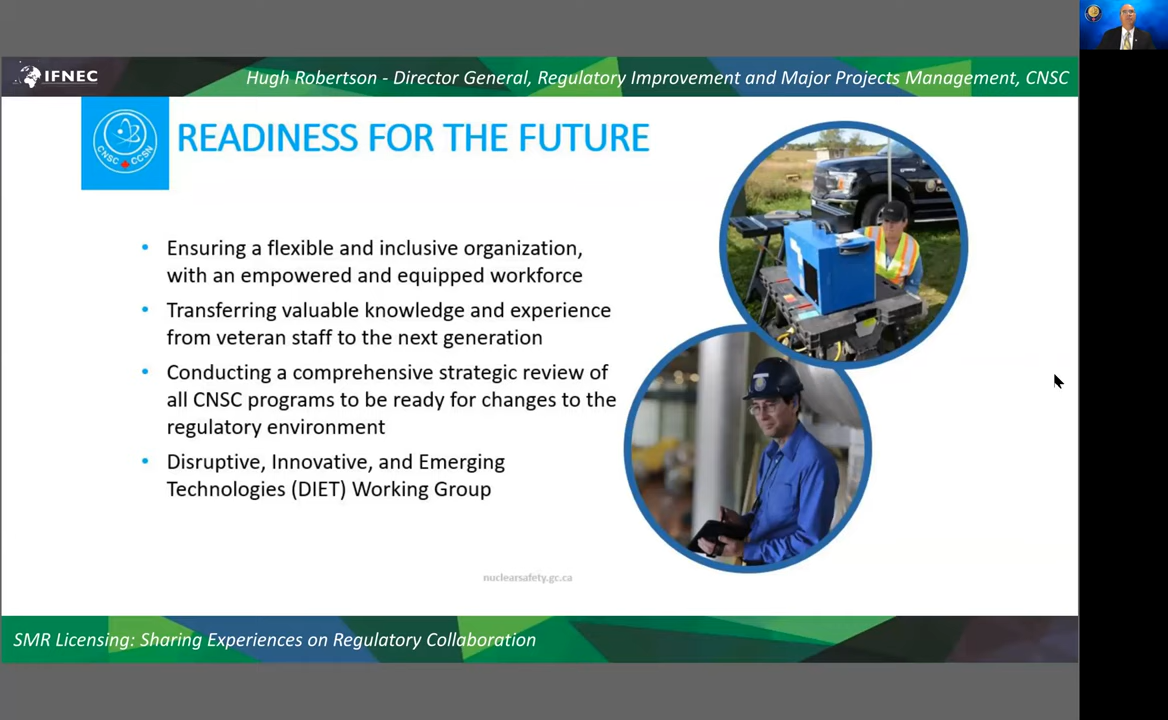 IFNEC
Hugh Robertson - Director General, Regulatory Improvement and Major Projects Management, CNSC
CNSC CCSN
READINESS FOR THE FUTURE
• Ensuring a flexible and inclusive organization,
with an empowered and equipped workforce
• Transferring valuable knowledge and experience
from veteran staff to the next generation
• Conducting a comprehensive strategic review of
all CNSC programs to be ready for changes to the
regulatory environment
• Disruptive, Innovative, and Emerging
Technologies (DIET) Working Group
nuclearsafety.gc.ca
SMR Licensing: Sharing Experiences on Regulatory Collaboration